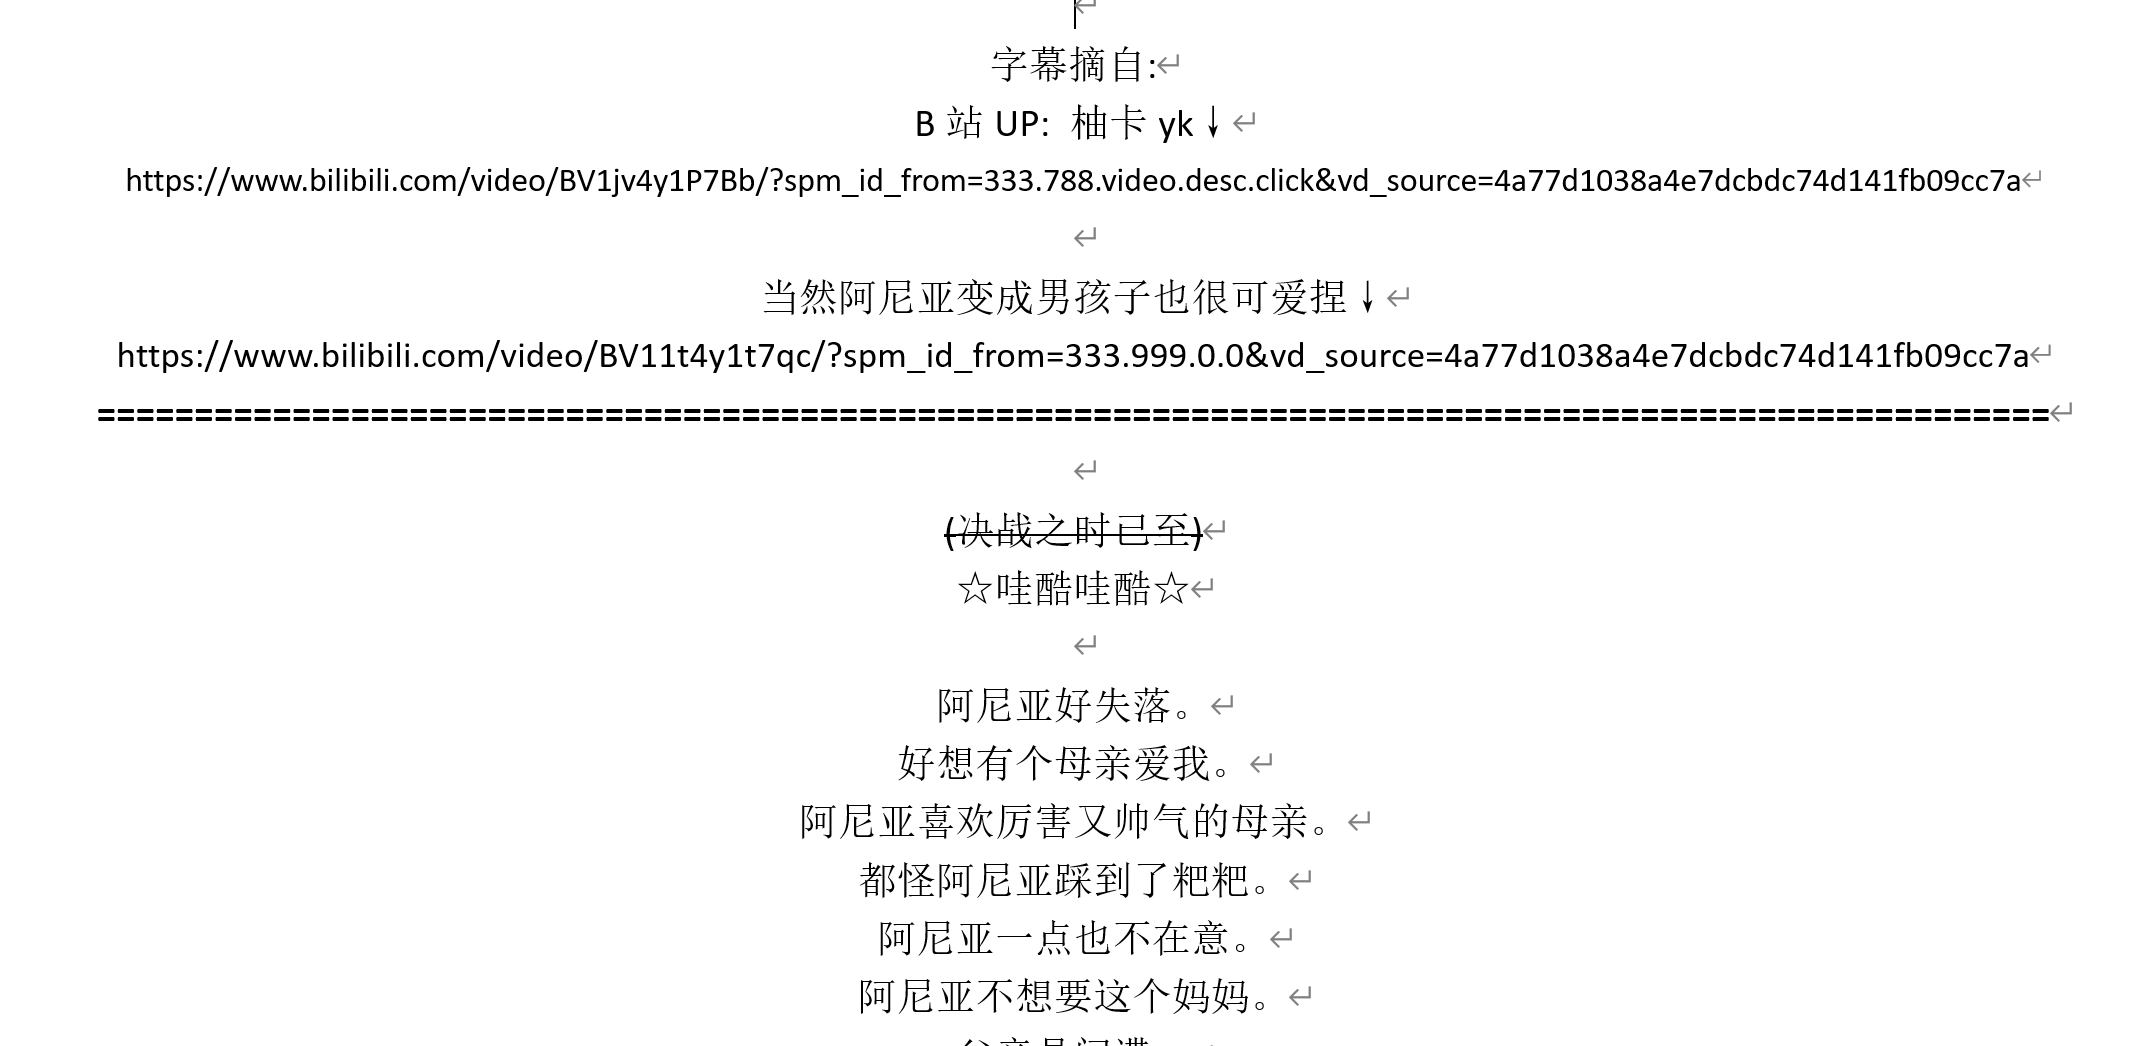 字幕摘自:
B 站 UP: 柚卡 yk↓
https://www.bilibili.com/video/BV1jv4y1P7Bb/?spm_id_from=333.788.video.desc.click&vd_source=4a77d1038a4e7dcbdc74d141fb09cc7a
当然阿尼亚变成男孩子也很可爱捏↓
https://www.bilibili.com/video/BV11t4y1t7qc/?spm_id_from=333.999.0.0&vd_source=4a77d1038a4e7dcbdc74d141fb09cc7a
====================================================================================================
(决战之时已至)
☆哇酷哇酷☆
阿尼亚好失落。
好想有个母亲爱我。
阿尼亚喜欢厉害又帅气的母亲。
都怪阿尼亚踩到了粑粑。
阿尼亚一点也不在意。
阿尼亚不想要这个妈妈。